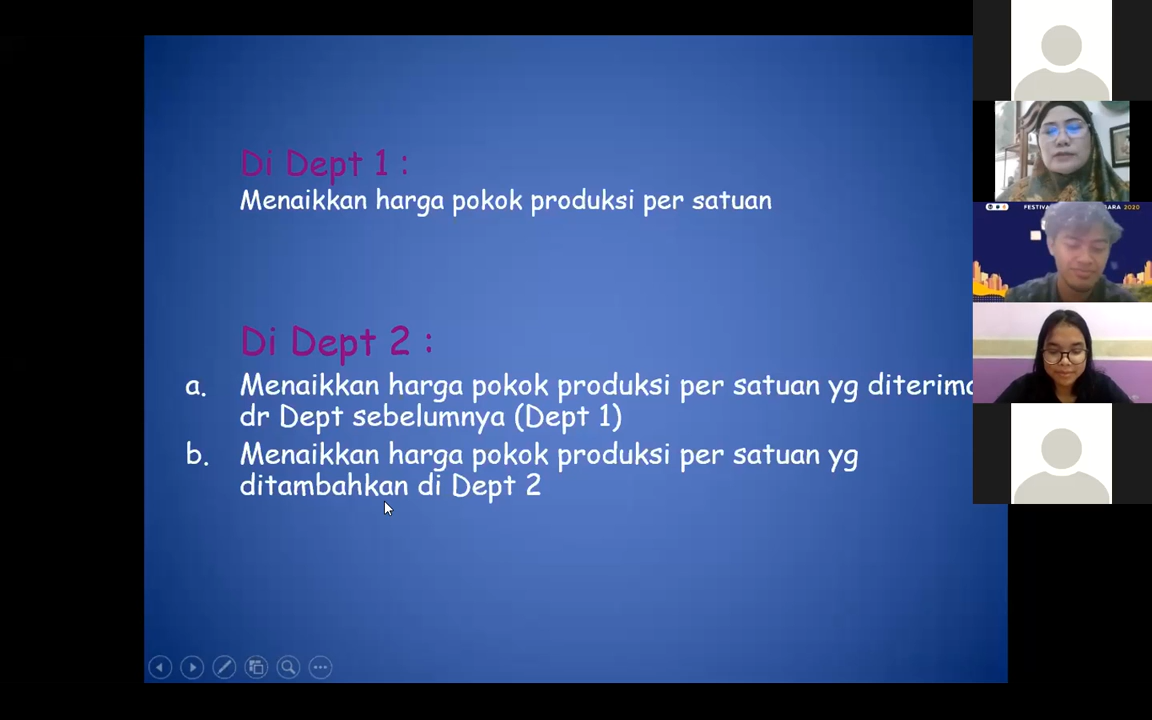 Di Dept 1 :
Menaikkan harga pokok produksi per satuan
Di Dept 2 :
a. Menaikkan harga pokok produksi per satuan yg diterima
dr Dept sebelumnya (Dept 1)
b. Menaikkan harga pokok produksi per satuan yg
ditambahkan di Dept 2
2020